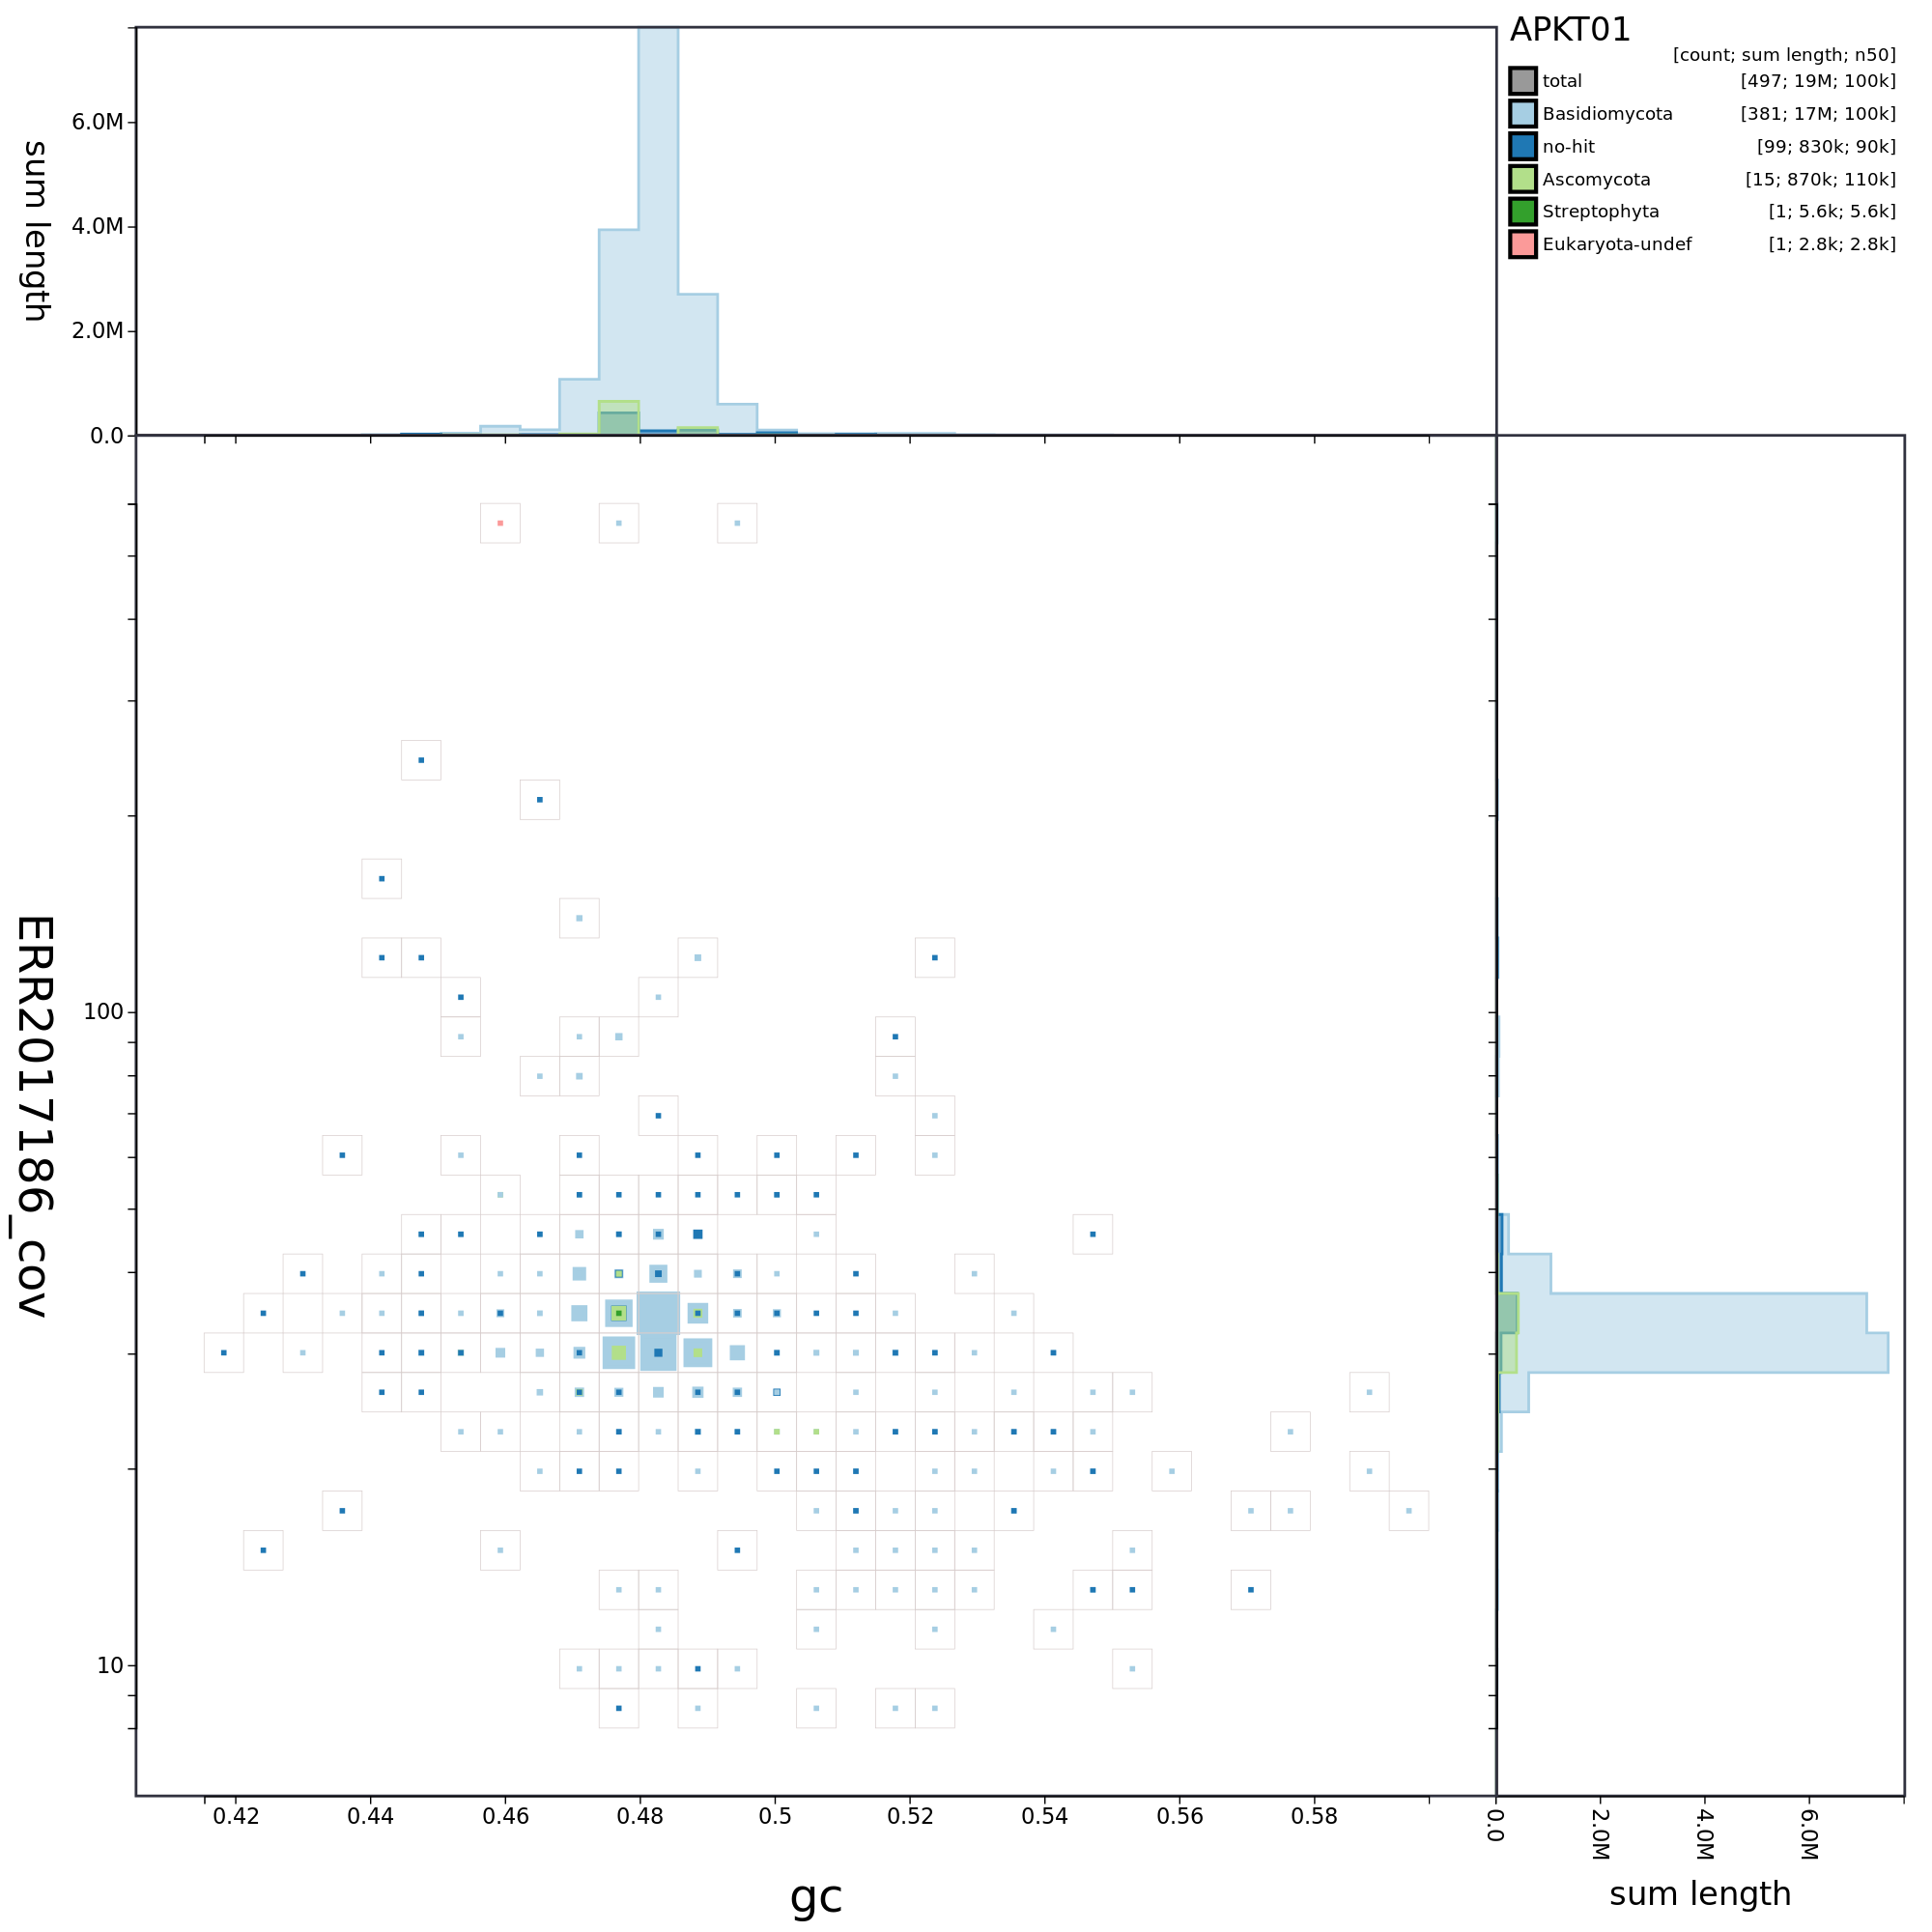 APKT01
[count; sum length; n50]
total [497; 19M; 100k]
Basidiomycota [381; 17M; 100k]
no-hit [99; 830k; 90k]
Ascomycota [15; 870k; 110k]
Streptophyta [1; 5.6k; 5.6k]
Eukaryota-undef [1; 2.8k; 2.8k]
sum length
6.0M
4.0M
2.0M
0.0
ERR2017186_cov
100
10
0.42 0.44 0.46 0.48 0.5 0.52 0.54 0.56 0.58
gc
0.0 2.0M 4.0M 6.0M
sum length